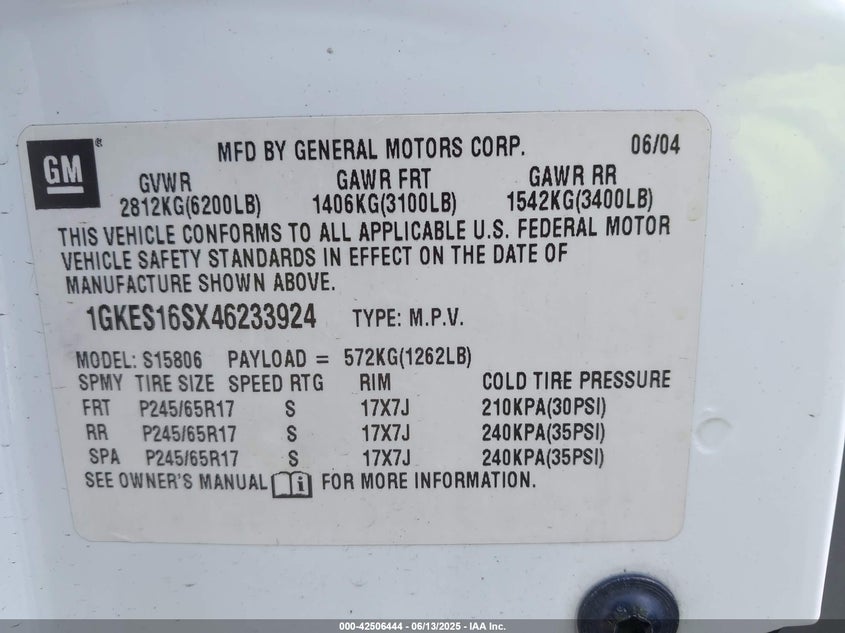 GM ® MFD BY GENERAL MOTORS CORP. 06/04
GVWR GAWR FRT GAWR RR
2812KG(6200LB) 1406KG(3100LB) 1542KG(3400LB)
THIS VEHICLE CONFORMS TO ALL APPLICABLE U.S. FEDERAL MOTOR
VEHICLE SAFETY STANDARDS IN EFFECT ON THE DATE OF
MANUFACTURE SHOWN ABOVE.
1GKES16SX46233924 TYPE: M.P.V.
MODEL: S15806 PAYLOAD = 572KG(1262LB)
SPMY TIRE SIZE SPEED RTG RIM COLD TIRE PRESSURE
FRT P245/65R17 S 17X7J 210KPA(30PSI)
RR P245/65R17 S 17X7J 240KPA(35PSI)
SPA P245/65R17 S 17X7J 240KPA(35PSI)
SEE OWNER'S MANUAL i FOR MORE INFORMATION.
000-42506444 - 06/13/2025 - IAA Inc.